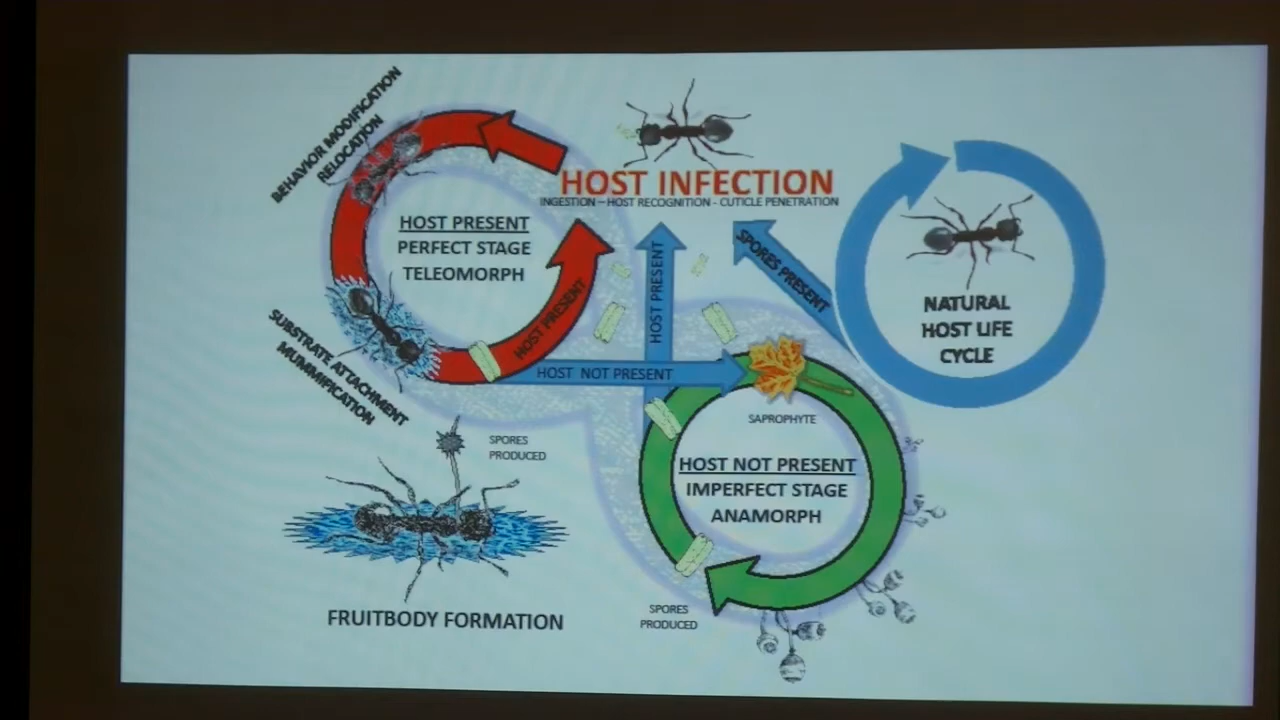 BEHAVIOR MODIFICATION
RELOCATION
HOST INFECTION
INGESTION – HOST RECOGNITION - CUTICLE PENETRATION
HOST PRESENT
PERFECT STAGE
TELEOMORPH
HOST PRESENT
HOST PRESENT
SPORES PRESENT
NATURAL
HOST LIFE
CYCLE
SUBSTRATE ATTACHMENT
MUMMIFICATION
HOST NOT PRESENT
SAPROPHYTE
SPORES
PRODUCED
HOST NOT PRESENT
IMPERFECT STAGE
ANAMORPH
FRUITBODY FORMATION
SPORES
PRODUCED